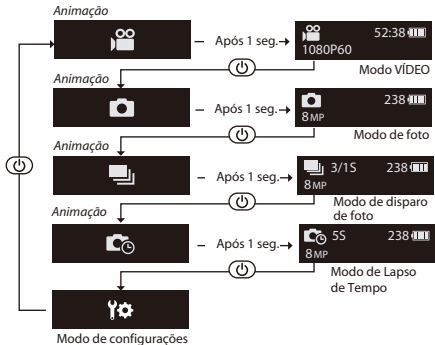 Animação
Após 1 seg.
52:38
1080P60
Modo VÍDEO
Animação
Após 1 seg.
238
8MP
Modo de foto
Animação
Após 1 seg.
3/1S 238
8MP
Modo de disparo
de foto
Animação
Após 1 seg.
5S 238
8MP
Modo de Lapso
de Tempo
Modo de configurações